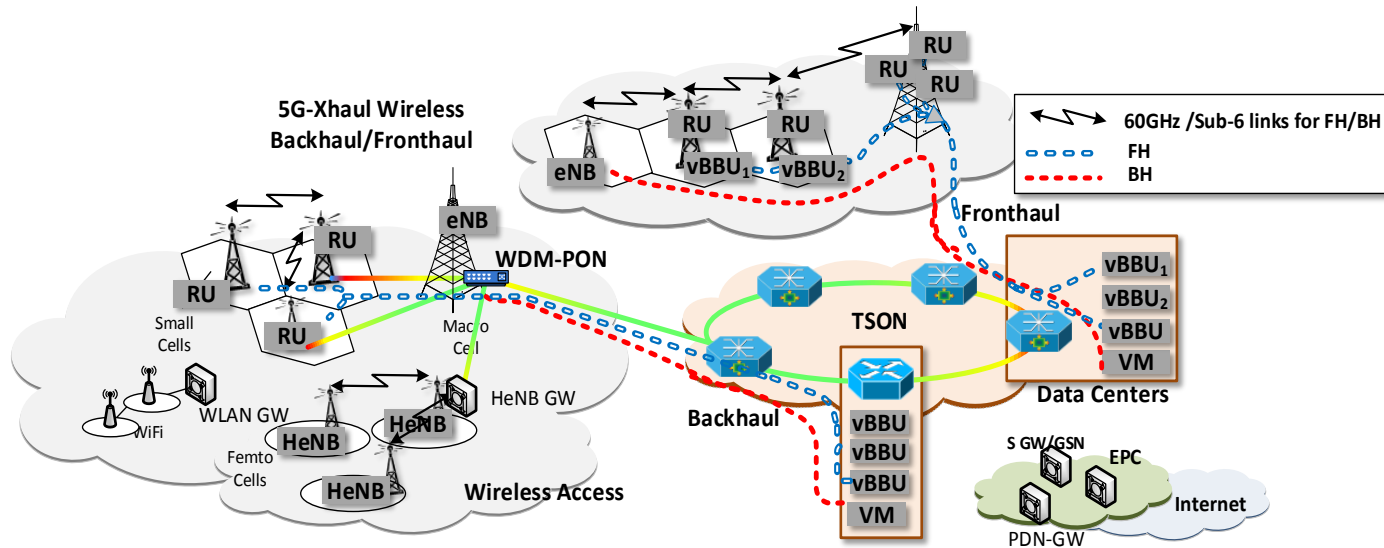 RU
RU
RU
5G-Xhaul Wireless
Backhaul/Fronthaul
60GHz /Sub-6 links for FH/BH
FH
BH
RU
RU
eNB
vBBU1
vBBU2
eNB
Fronthaul
RU
WDM-PON
RU
vBBU1
vBBU2
vBBU
VM
Data Centers
TSON
RU
Small
Cells
Macro
Cell
WLAN GW
WiFi
HeNB GW
HeNB
HeNB
HeNB
Femto
Cells
Wireless Access
Backhaul
vBBU
vBBU
vBBU
VM
S GW/GSN
EPC
PDN-GW
Internet